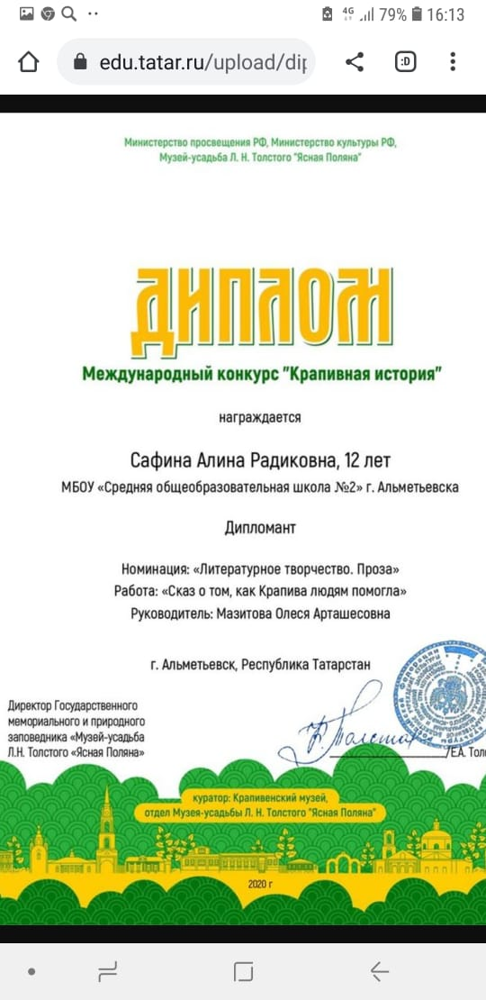 4G 79% 16:13
edu.tatar.ru/upload/dip
:D
Министерство просвещения РФ, Министерство культуры РФ,
Музей-усадьба Л. Н. Толстого "Ясная Поляна"
ДИПЛОМ
Международный конкурс "Крапивная история"
награждается
Сафина Алина Радиковна, 12 лет
МБОУ «Средняя общеобразовательная школа №2» г. Альметьевска
Дипломант
Номинация: «Литературное творчество. Проза»
Работа: «Сказ о том, как Крапива людям помогла»
Руководитель: Мазитова Олеся Арташесовна
г. Альметьевск, Республика Татарстан
Директор Государственного
мемориального и природного
заповедника «Музей-усадьба
Л.Н. Толстого «Ясная Поляна»
/Е.А. Тол
куратор: Крапивенский музей,
отдел Музея-усадьбы Л. Н. Толстого "Ясная Поляна"
2020 г